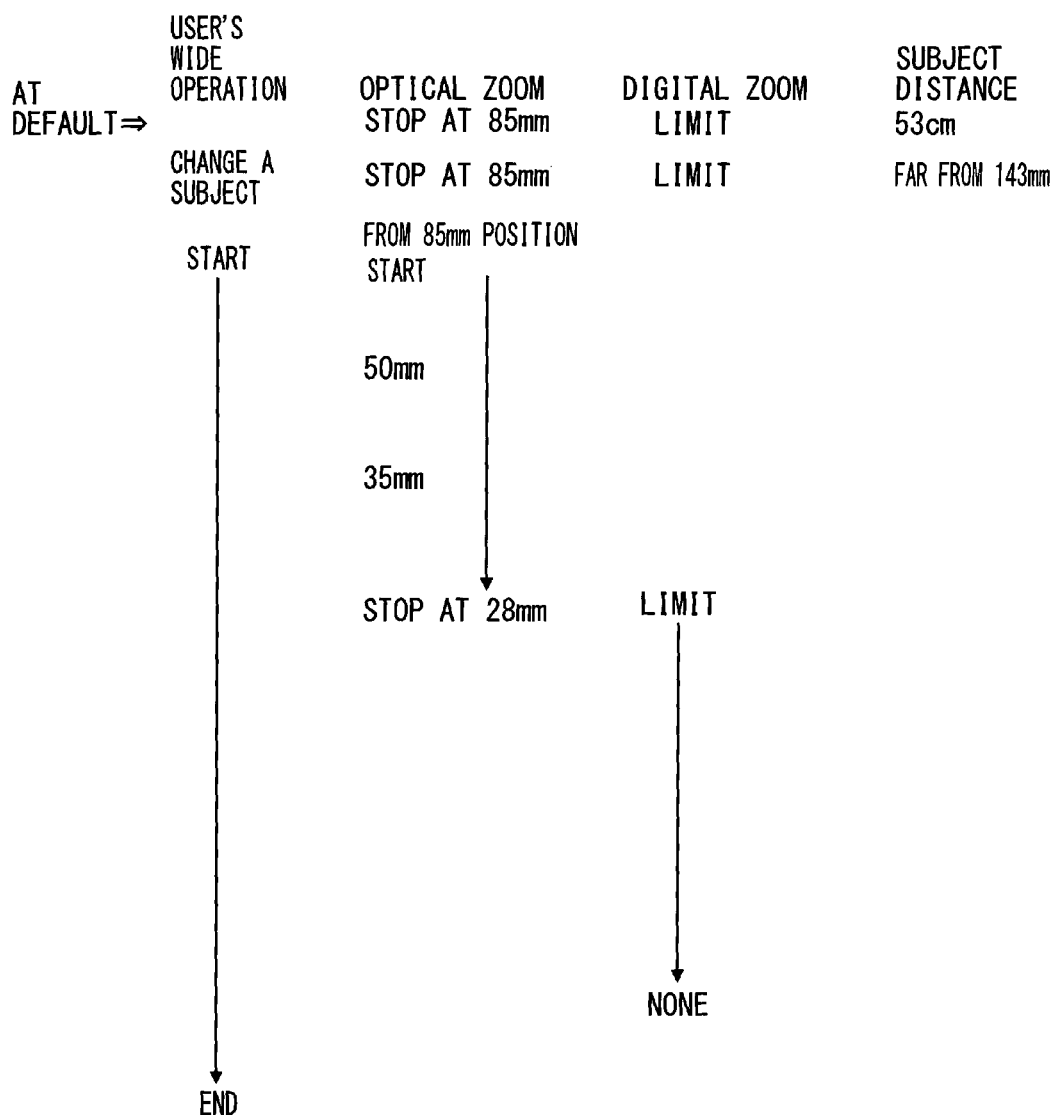 USER'S
WIDE
OPERATION
SUBJECT
DISTANCE
AT
DEFAULT⇒
OPTICAL ZOOM
DIGITAL ZOOM
STOP AT 85mm
LIMIT
53cm
CHANGE A
SUBJECT
STOP AT 85mm
LIMIT
FAR FROM 143mm
START
FROM 85mm POSITION
START
50mm
35mm
STOP AT 28mm
LIMIT
NONE
END